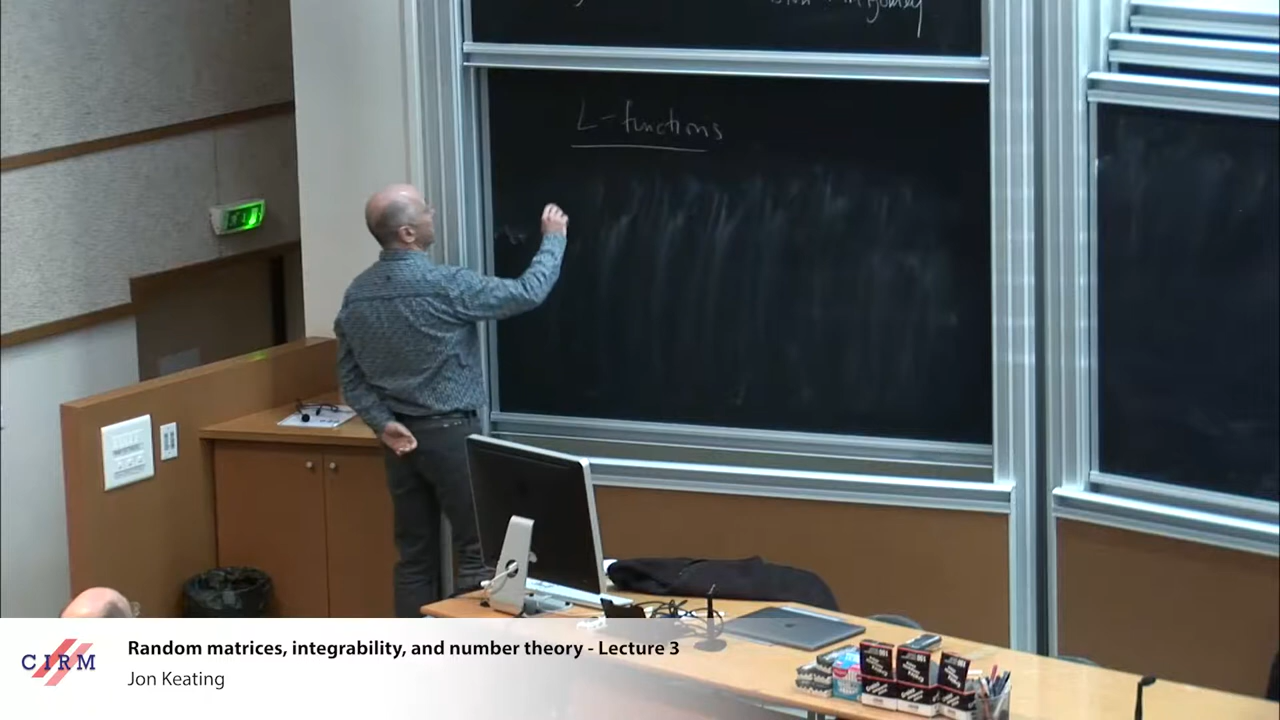 L-functions
CIRM
Random matrices, integrability, and number theory - Lecture 3
Jon Keating